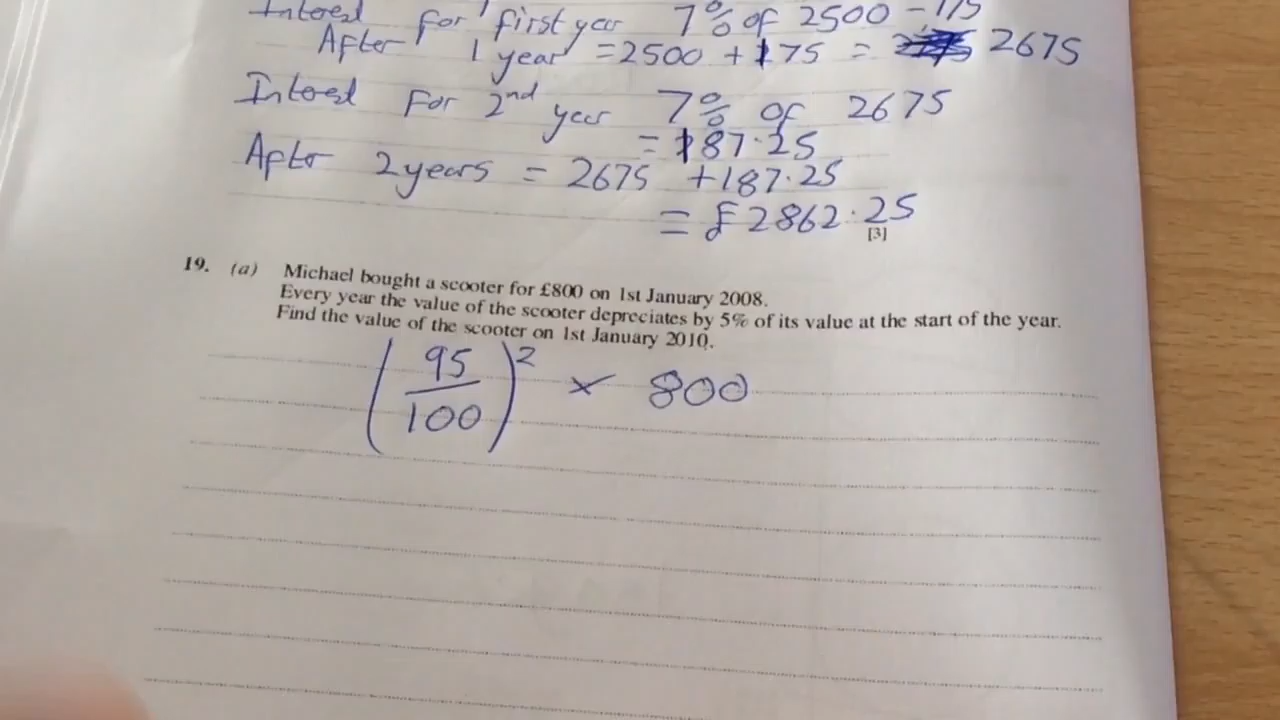 Interest for first year 7% of 2500 = 175
After 1 year = 2500 + 175 = 2675
Interest for 2nd year 7% of 2675
= 187.25
After 2 years = 2675 + 187.25
= £2862.25
[3]
19. (a) Michael bought a scooter for £800 on 1st January 2008.
Every year the value of the scooter depreciates by 5% of its value at the start of the year.
Find the value of the scooter on 1st January 2010.
(95/100)² × 800